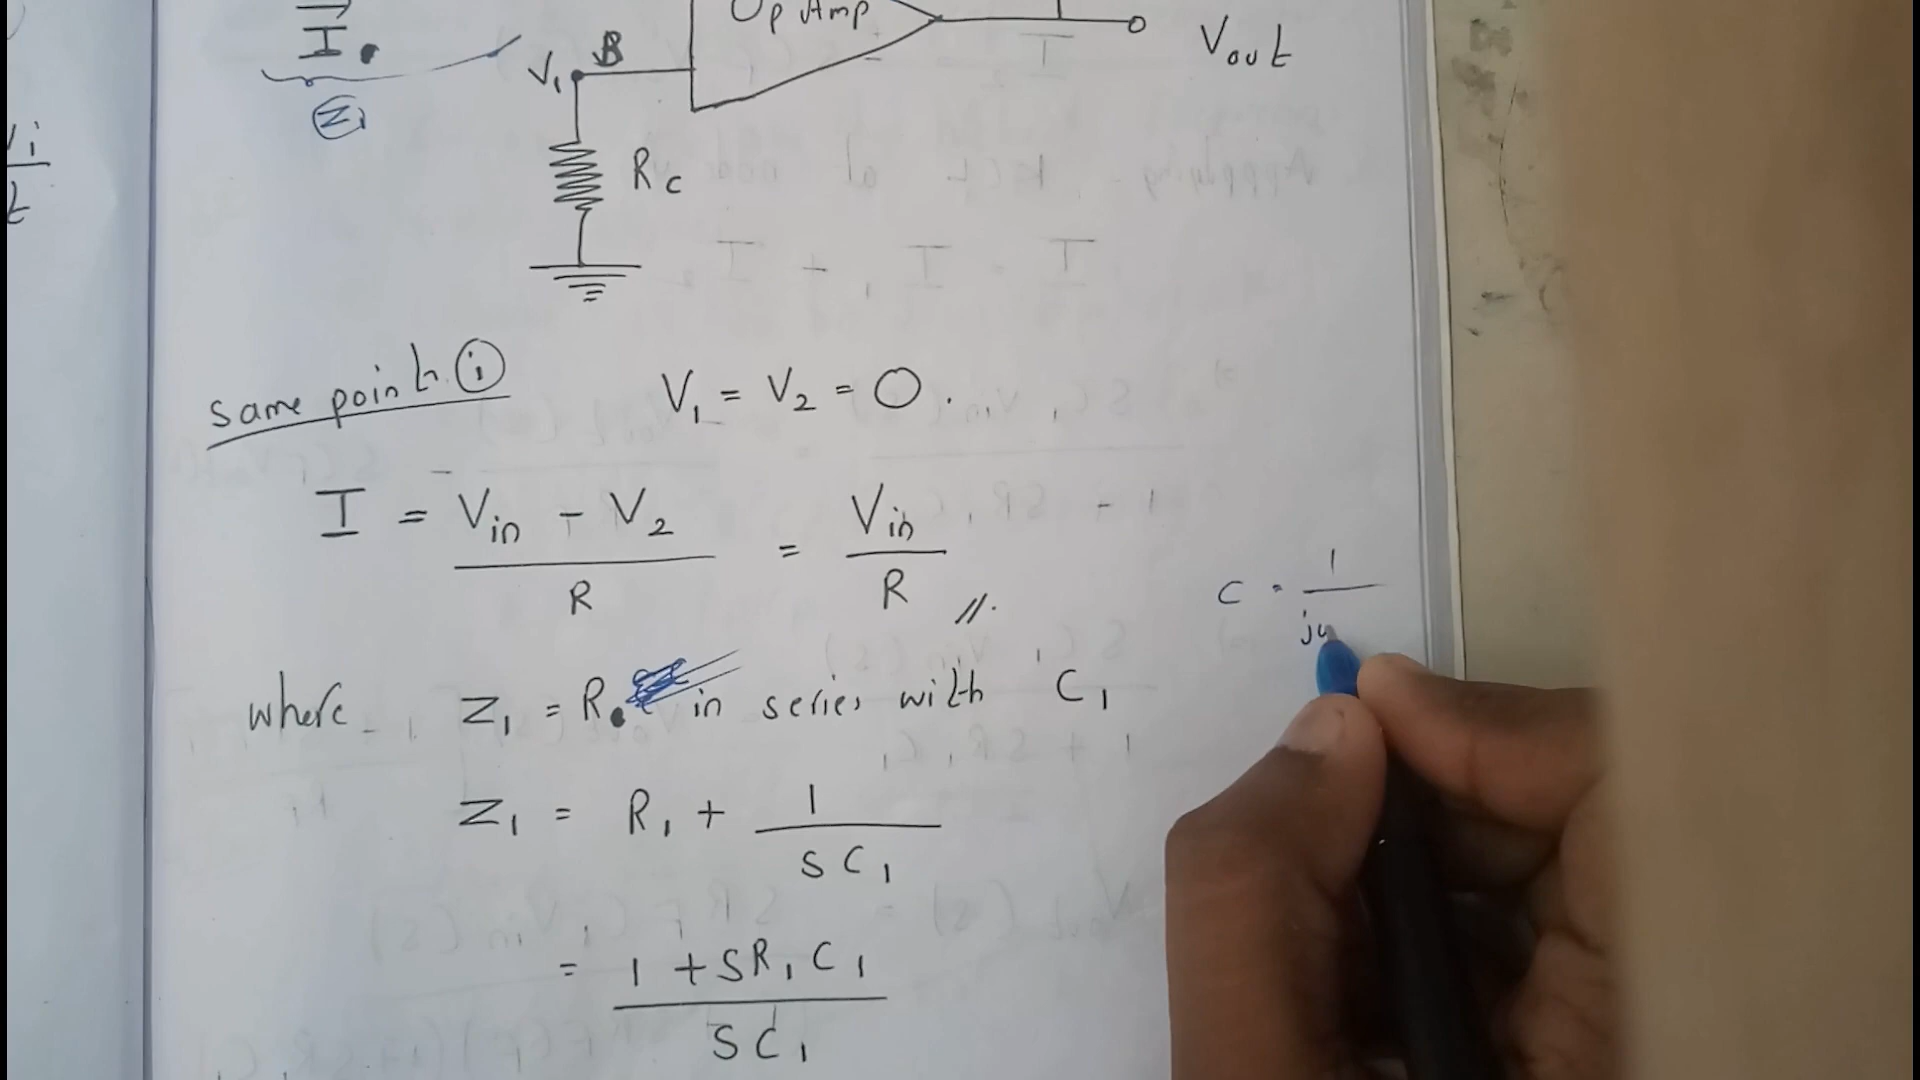 I
Op Amp
Vout
V1 B
Z1
Rc
same point (i) V1 = V2 = 0.
I = Vin - V2 / R = Vin / R //.
C = 1 / jω
where Z1 = R. in series with C1
Z1 = R1 + 1 / SC1
= 1 + SR1C1 / SC1